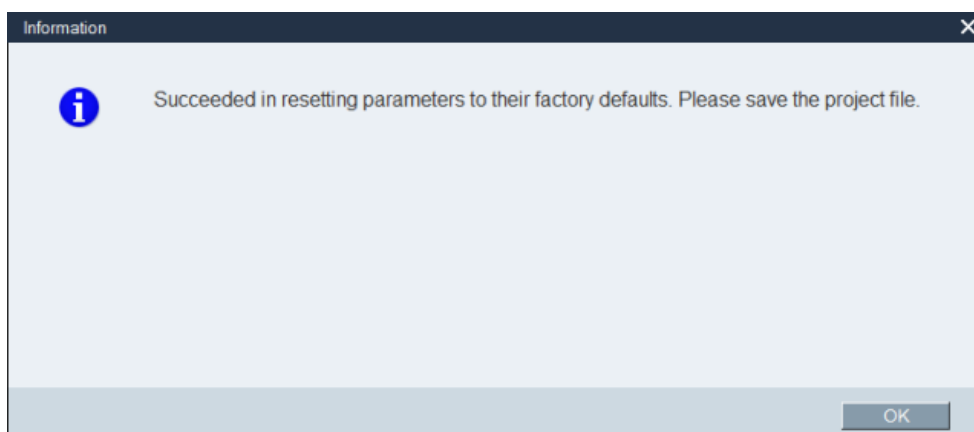 Information
Succeeded in resetting parameters to their factory defaults. Please save the project file.
OK